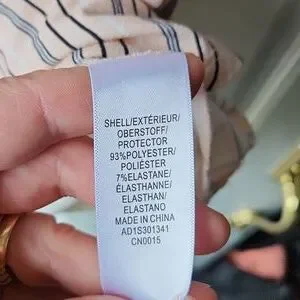 SHELL/EXTÉRIEUR/
OBERSTOFF/
PROTECTOR
93%POLYESTER/
POLIÉSTER
7%ELASTANE/
ÉLASTHANNE/
ELASTHAN/
ELASTANO
MADE IN CHINA
AD1S301341
CN0015